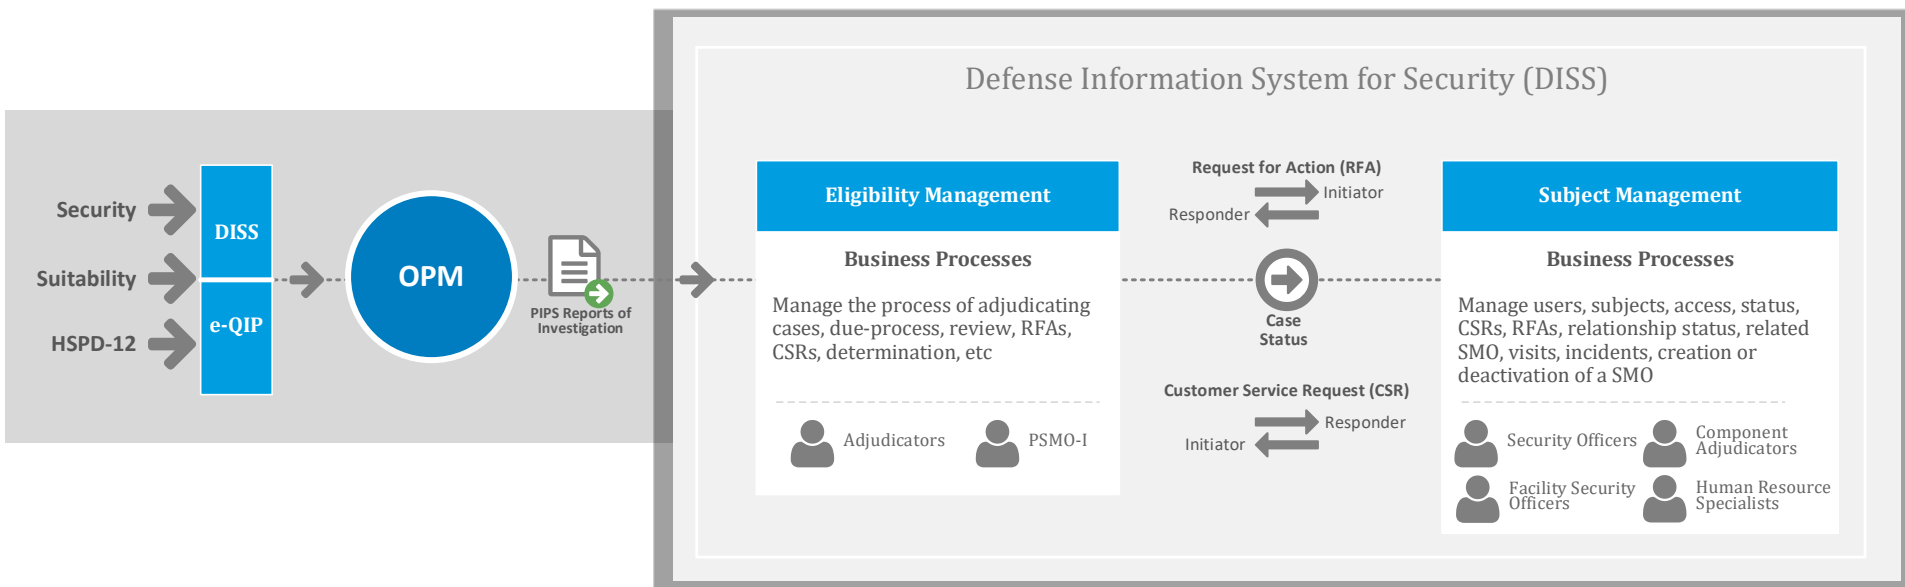 Defense Information System for Security (DISS)
Security
Suitability
HSPD-12
DISS
e-QIP
OPM
PIPS Reports of
Investigation
Eligibility Management
Business Processes
Manage the process of adjudicating
cases, due-process, review, RFAs,
CSRs, determination, etc
Adjudicators
PSMO-I
Request for Action (RFA)
Initiator
Responder
Case
Status
Customer Service Request (CSR)
Responder
Initiator
Subject Management
Business Processes
Manage users, subjects, access, status,
CSRs, RFAs, relationship status, related
SMO, visits, incidents, creation or
deactivation of a SMO
Security Officers
Component
Adjudicators
Facility Security
Officers
Human Resource
Specialists